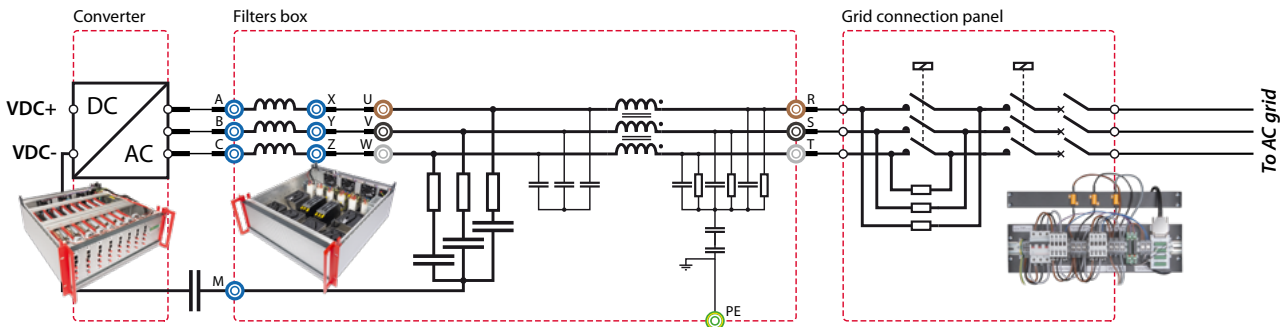 Converter
Filters box
Grid connection panel
VDC+
DC
A
X
U
R
B
Y
V
S
VDC-
AC
C
Z
W
T
To AC grid
M
PE